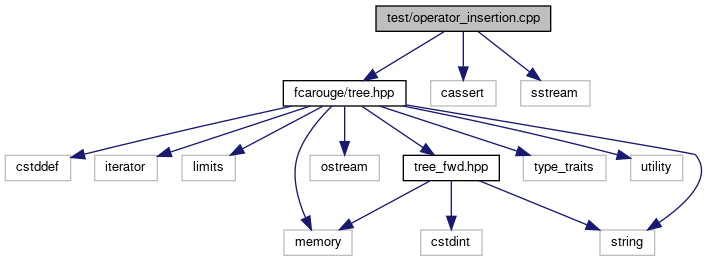 test/operator_insertion.cpp
fcarouge/tree.hpp
cassert
sstream
cstddef
iterator
limits
ostream
tree_fwd.hpp
type_traits
utility
memory
cstdint
string